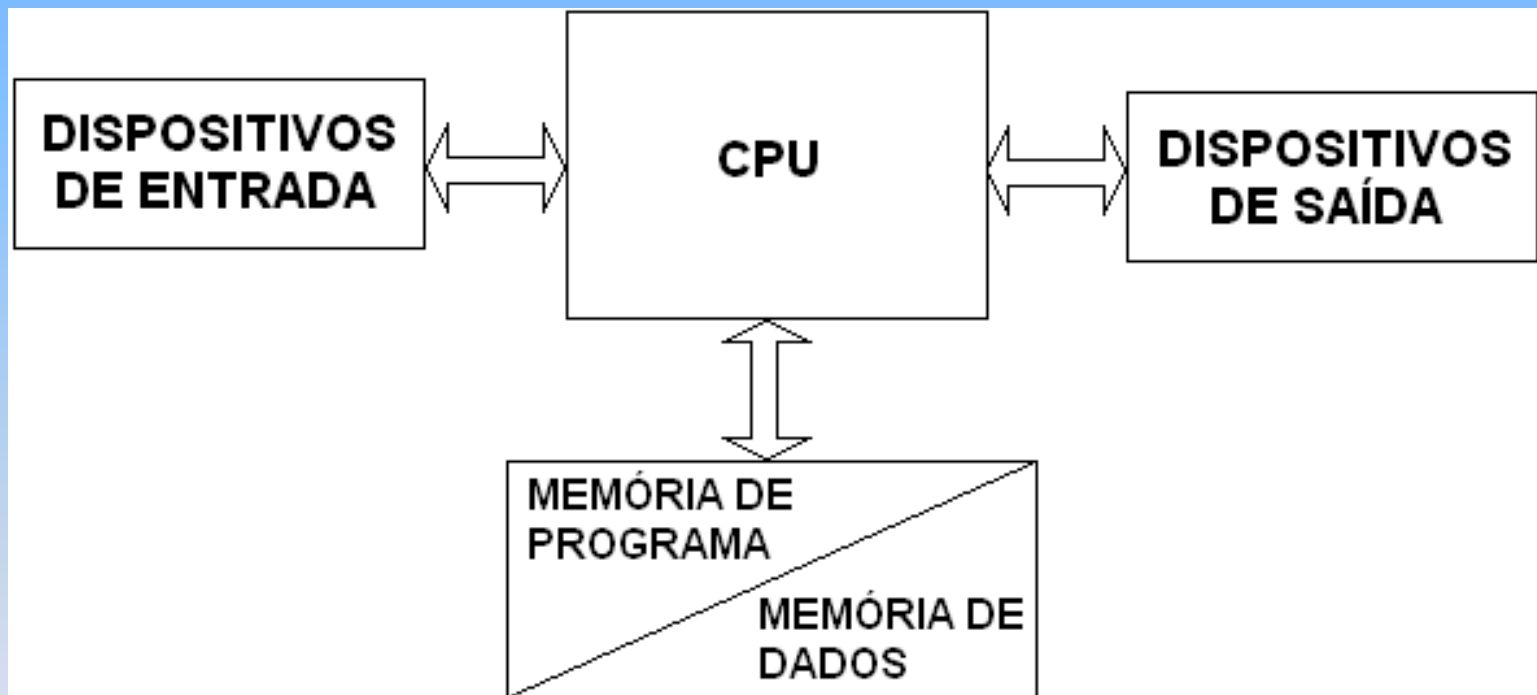 DISPOSITIVOS
DE ENTRADA
CPU
DISPOSITIVOS
DE SAÍDA
MEMÓRIA DE
PROGRAMA
MEMÓRIA DE
DADOS